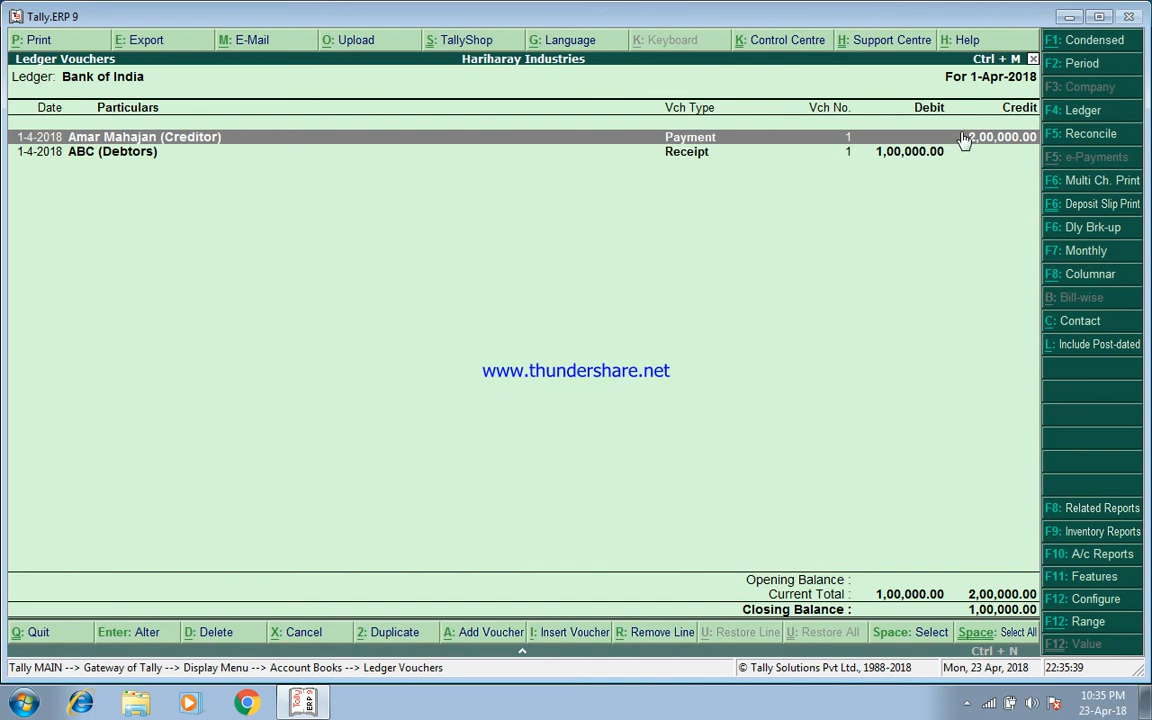 Tally.ERP 9
P: Print E: Export M: E-Mail O: Upload S: TallyShop G: Language K: Keyboard K: Control Centre H: Support Centre H: Help
Ledger Vouchers Hariharay Industries Ctrl + M
Ledger: Bank of India For 1-Apr-2018
Date Particulars Vch Type Vch No. Debit Credit
1-4-2018 Amar Mahajan (Creditor) Payment 1 2,00,000.00
1-4-2018 ABC (Debtors) Receipt 1 1,00,000.00
www.thundershare.net
Opening Balance :
Current Total : 1,00,000.00 2,00,000.00
Closing Balance : 1,00,000.00
F1: Condensed
F2: Period
F3: Company
F4: Ledger
F5: Reconcile
F5: e-Payments
F6: Multi Ch. Print
F6: Deposit Slip Print
F6: Dly Brk-up
F7: Monthly
F8: Columnar
B: Bill-wise
C: Contact
L: Include Post-dated
F8: Related Reports
F9: Inventory Reports
F10: A/c Reports
F11: Features
F12: Configure
F12: Range
F12: Value
Q: Quit Enter: Alter D: Delete X: Cancel 2: Duplicate A: Add Voucher I: Insert Voucher R: Remove Line U: Restore Line U: Restore All Space: Select Space: Select All
Ctrl + N
Tally MAIN --> Gateway of Tally --> Display Menu --> Account Books --> Ledger Vouchers © Tally Solutions Pvt Ltd., 1988-2018 Mon, 23 Apr, 2018 22:35:39
Tally ERP 9
10:35 PM
23-Apr-18